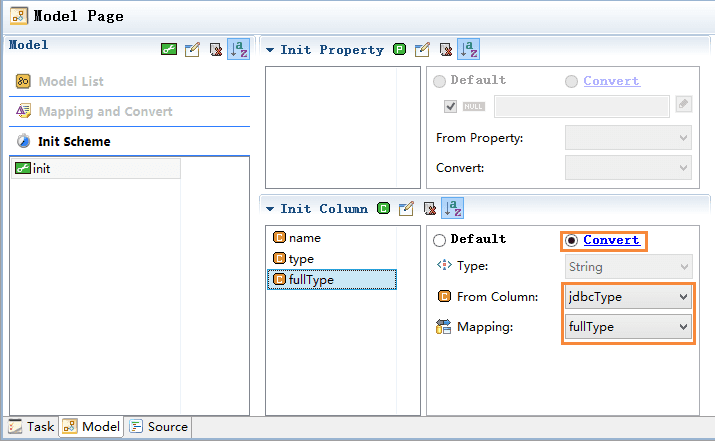 Model Page
Model
Model List
Mapping and Convert
Init Scheme
init
Init Property
Default
Convert
NULL
From Property:
Convert:
Init Column
name
type
fullType
Default
Convert
Type:
String
From Column:
jdbcType
Mapping:
fullType
Task
Model
Source